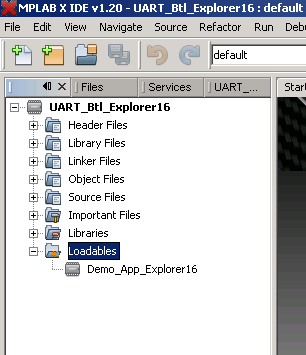 MPLAB X IDE v1.20 - UART_Btl_Explorer16 : default
File Edit View Navigate Source Refactor Run Debug
default
Files Services UART_... Start
UART_Btl_Explorer16
Header Files
Library Files
Linker Files
Object Files
Source Files
Important Files
Libraries
Loadables
Demo_App_Explorer16